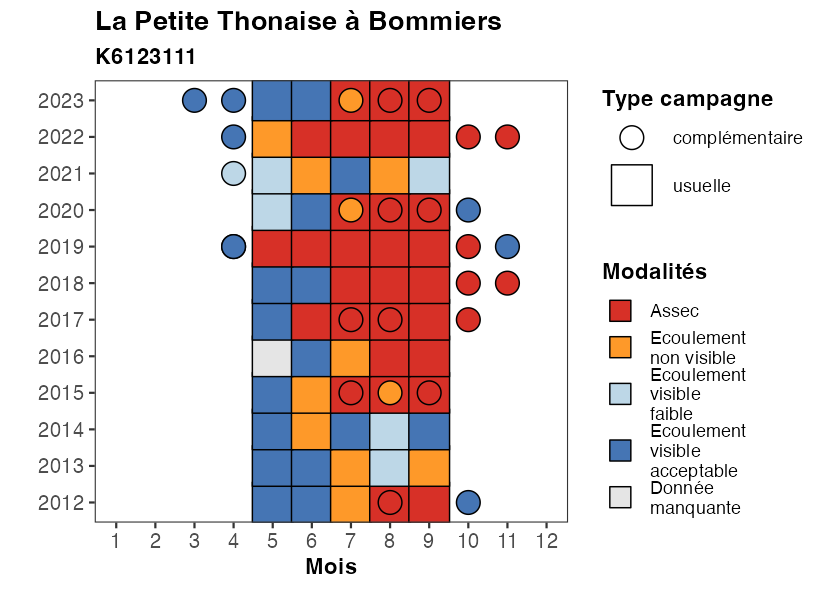 La Petite Thonaise à Bommiers
K6123111
2023
2022
2021
2020
2019
2018
2017
2016
2015
2014
2013
2012
1 2 3 4 5 6 7 8 9 10 11 12
Mois
Type campagne
complémentaire
usuelle
Modalités
Assec
Ecoulement
non visible
Ecoulement
visible
faible
Ecoulement
visible
acceptable
Donnée
manquante